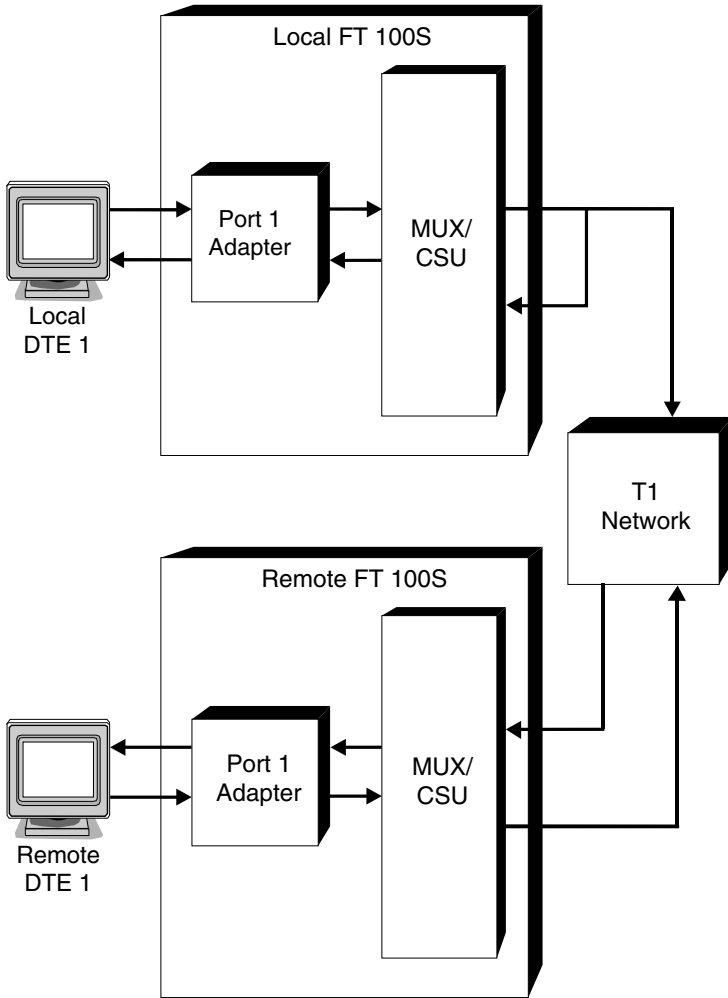 Local FT 100S
Port 1
Adapter
MUX/
CSU
Local
DTE 1
T1
Network
Remote FT 100S
Port 1
Adapter
MUX/
CSU
Remote
DTE 1